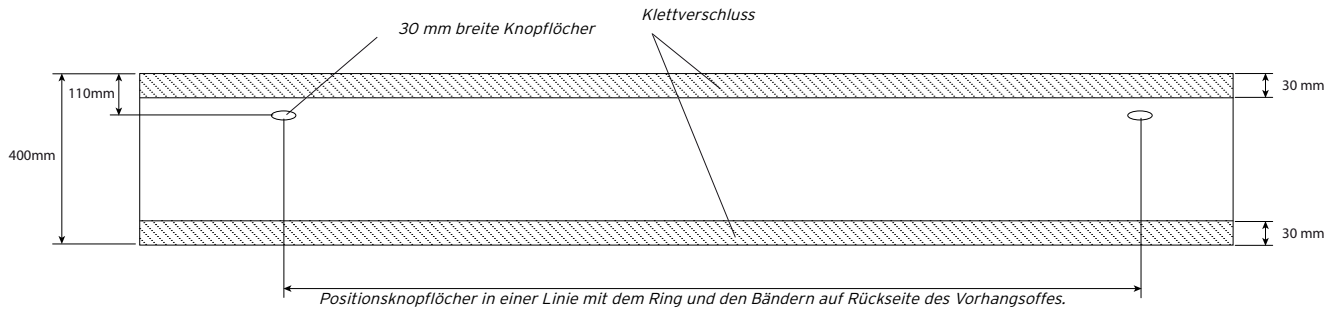 Klettverschluss
30 mm breite Knopflöcher
110mm
30 mm
400mm
30 mm
Positionsknopflöcher in einer Linie mit dem Ring und den Bändern auf Rückseite des Vorhangsoffes.